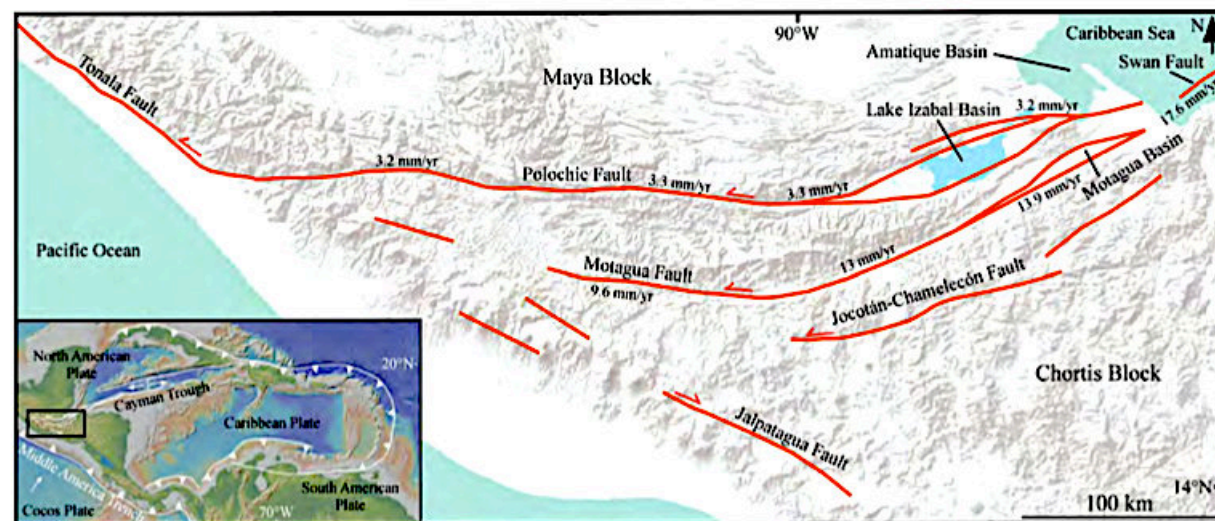 90°W
Caribbean Sea
N
Amatique Basin
Swan Fault
Maya Block
Tonala Fault
Lake Izabal Basin
3.2 mm/yr
17.6 mm/yr
3.2 mm/yr
Polochic Fault
3.3 mm/yr
3.3 mm/yr
Motagua Basin
13.9 mm/yr
Pacific Ocean
Motagua Fault
13 mm/yr
9.6 mm/yr
Jocotán-Chamelecón Fault
Chortis Block
Jalpatagua Fault
14°N
100 km
North American
Plate
20°N
Cayman Trough
Caribbean Plate
Middle America Trench
South American
Plate
Cocos Plate
70°W